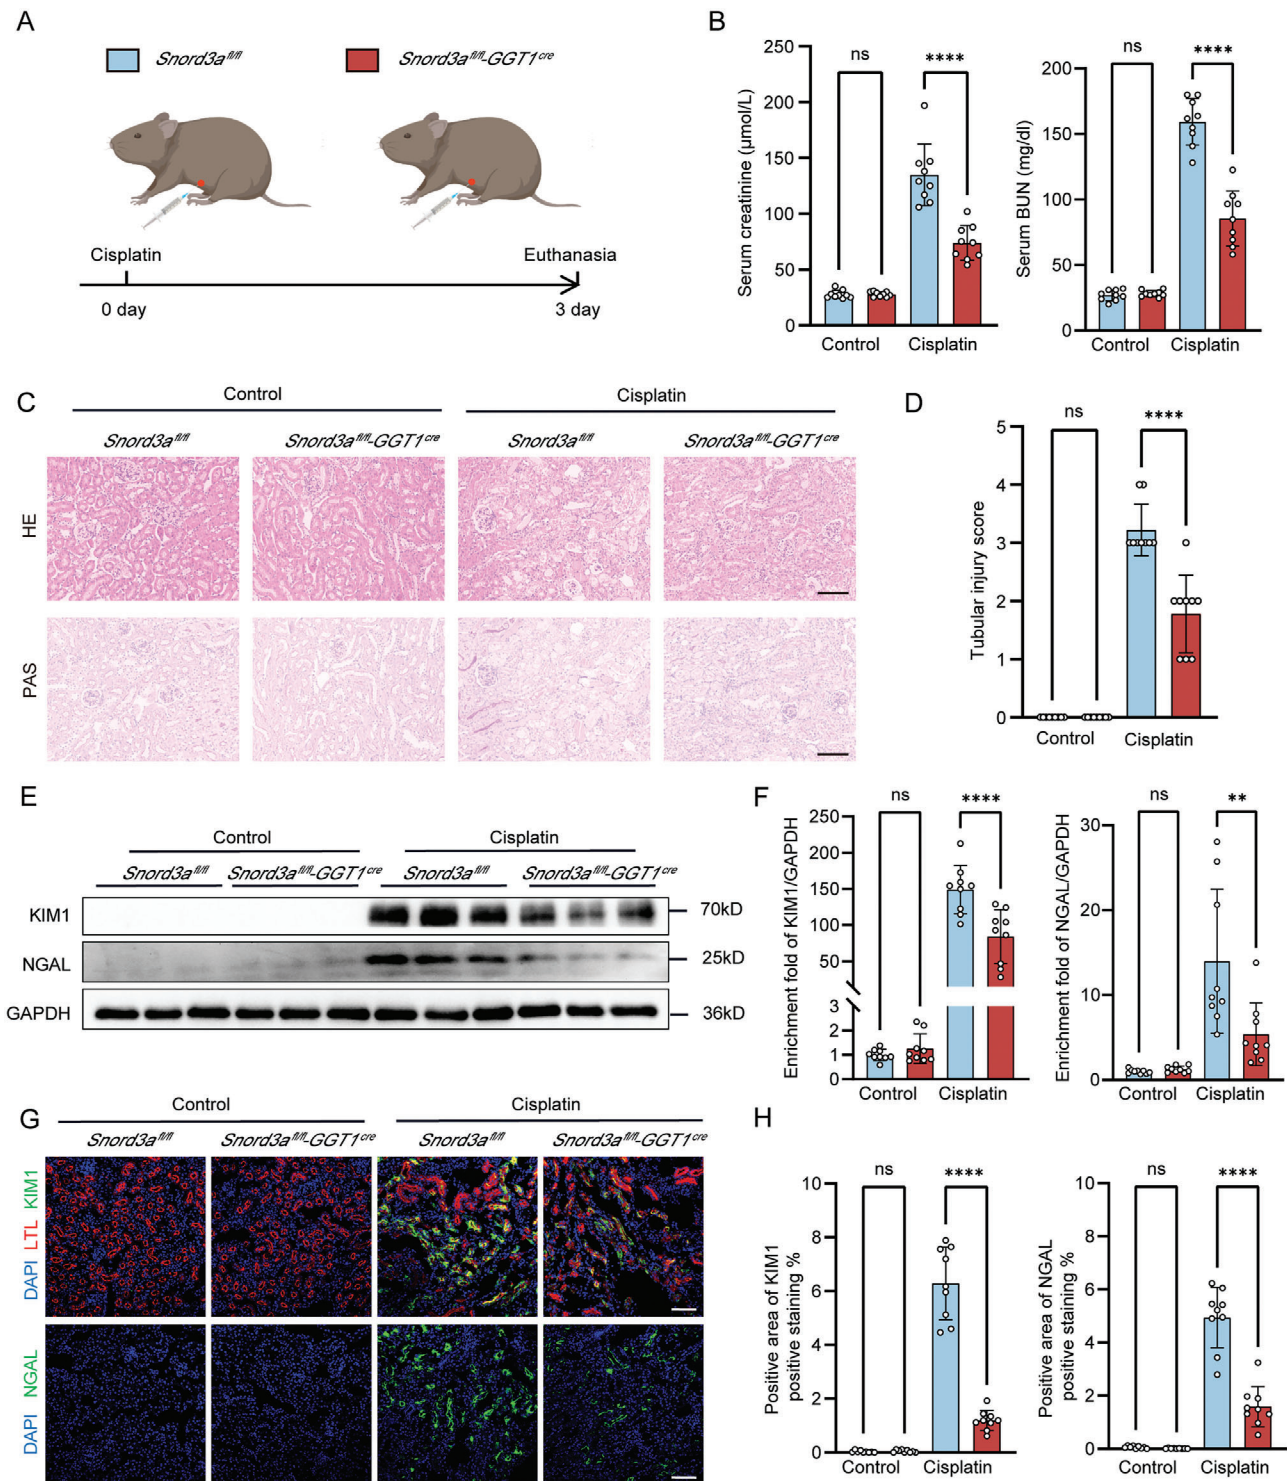 A
Snord3a^fl/fl Snord3a^fl/fl-GGT1^cre
Cisplatin Euthanasia
0 day 3 day
B
Serum creatinine (μmol/L)
250
200
150
100
50
0
ns ****
Control Cisplatin
Serum BUN (mg/dl)
200
150
100
50
0
ns ****
Control Cisplatin
C
Control Cisplatin
Snord3a^fl/fl Snord3a^fl/fl-GGT1^cre Snord3a^fl/fl Snord3a^fl/fl-GGT1^cre
HE
PAS
D
Tubular injury score
5
4
3
2
1
0
ns ****
Control Cisplatin
E
Control Cisplatin
Snord3a^fl/fl Snord3a^fl/fl-GGT1^cre Snord3a^fl/fl Snord3a^fl/fl-GGT1^cre
KIM1 70kD
NGAL 25kD
GAPDH 36kD
F
Enrichment fold of KIM1/GAPDH
250
200
150
100
50
3
2
1
0
ns ****
Control Cisplatin
Enrichment fold of NGAL/GAPDH
30
20
10
0
ns **
Control Cisplatin
G
Control Cisplatin
Snord3a^fl/fl Snord3a^fl/fl-GGT1^cre Snord3a^fl/fl Snord3a^fl/fl-GGT1^cre
DAPI LTL KIM1
DAPI NGAL
H
Positive area of KIM1
positive staining %
10
8
6
4
2
0
ns ****
Control Cisplatin
Positive area of NGAL
positive staining %
10
8
6
4
2
0
ns ****
Control Cisplatin